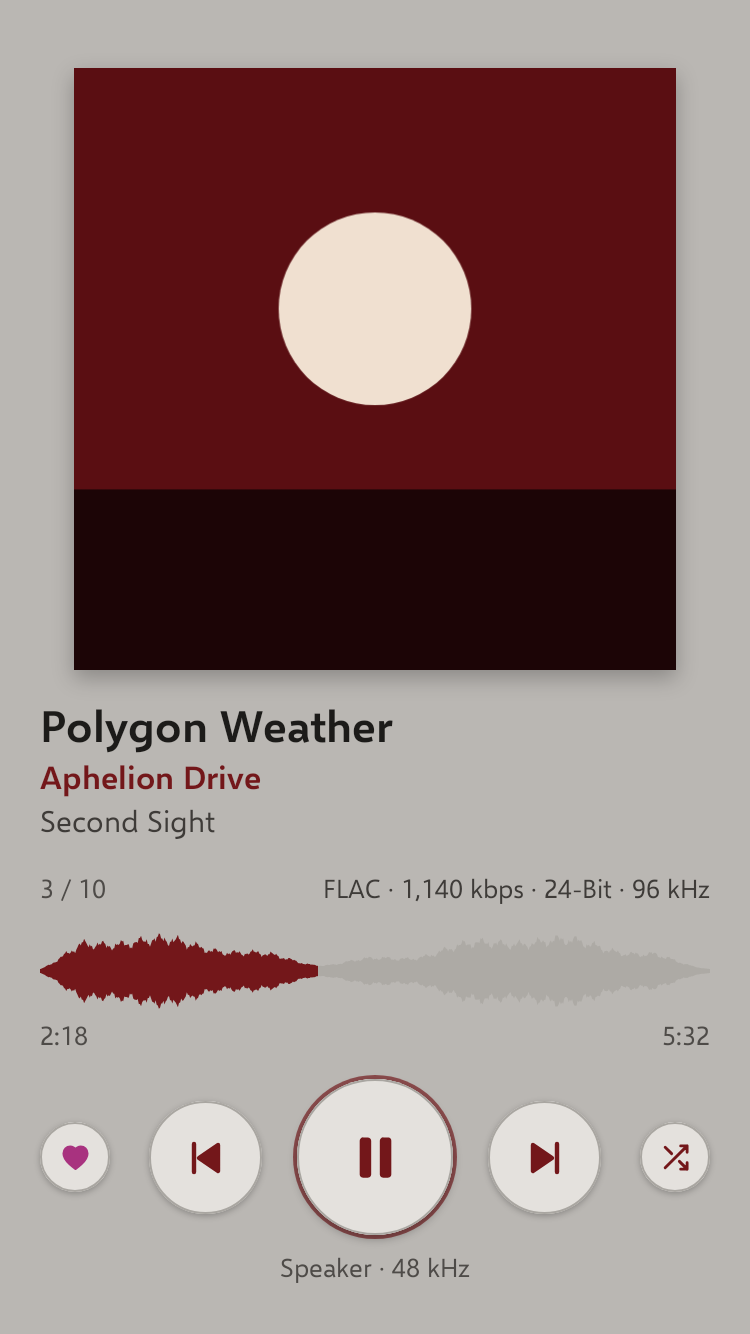 Polygon Weather
Aphelion Drive
Second Sight
3 / 10
FLAC · 1,140 kbps · 24-Bit · 96 kHz
2:18
5:32
Speaker · 48 kHz